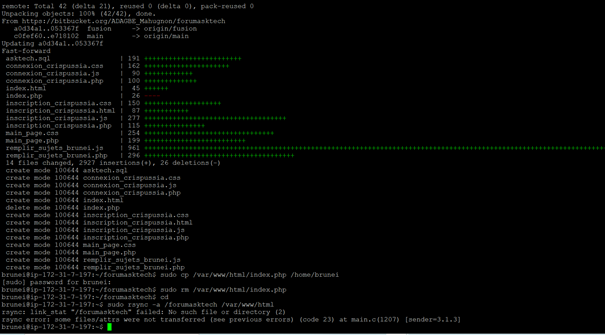 remote: Total 42 (delta 21), reused 0 (delta 0), pack-reused 0
Unpacking objects: 100% (42/42), done.
From https://bitbucket.org/ADAGBE_Mahugnon/forumasktech
a0d34a1..053367f  fusion     -> origin/fusion
c0fef60..e718102  main       -> origin/main
Updating a0d34a1..053367f
Fast-forward
asktech.sql | 191 ++++++++++++++++++++++++
connexion_crispussia.css | 162 +++++++++++++++++++++
connexion_crispussia.js | 90 ++++++++++++
connexion_crispussia.php | 100 +++++++++++++
index.html | 45 ++++++
index.php | 26 ----
inscription_crispussia.css | 150 +++++++++++++++++++
inscription_crispussia.html | 87 +++++++++++
inscription_crispussia.js | 277 +++++++++++++++++++++++++++++++++++
inscription_crispussia.php | 115 +++++++++++++++
main_page.css | 254 ++++++++++++++++++++++++++++++++
main_page.php | 199 +++++++++++++++++++++++++
remplir_sujets_brunei.js | 961 +++++++++++++++++++++++++++++++++++++++++++++++++++++++++++++++++++++++++++++++++++++++++++++++++++++++++++++++++
remplir_sujets_brunei.php | 296 +++++++++++++++++++++++++++++++++++++
14 files changed, 2927 insertions(+), 26 deletions(-)
create mode 100644 asktech.sql
create mode 100644 connexion_crispussia.css
create mode 100644 connexion_crispussia.js
create mode 100644 connexion_crispussia.php
create mode 100644 index.html
delete mode 100644 index.php
create mode 100644 inscription_crispussia.css
create mode 100644 inscription_crispussia.html
create mode 100644 inscription_crispussia.js
create mode 100644 inscription_crispussia.php
create mode 100644 main_page.css
create mode 100644 main_page.php
create mode 100644 remplir_sujets_brunei.js
create mode 100644 remplir_sujets_brunei.php
brunei@ip-172-31-7-197:~/forumasktech$ sudo cp /var/www/html/index.php /home/brunei
[sudo] password for brunei:
brunei@ip-172-31-7-197:~/forumasktech$ sudo rm /var/www/html/index.php
brunei@ip-172-31-7-197:~/forumasktech$ cd
brunei@ip-172-31-7-197:~$ sudo rsync -a /forumasktech /var/www/html
rsync: link_stat "/forumasktech" failed: No such file or directory (2)
rsync error: some files/attrs were not transferred (see previous errors) (code 23) at main.c(1207) [sender=3.1.3]
brunei@ip-172-31-7-197:~$